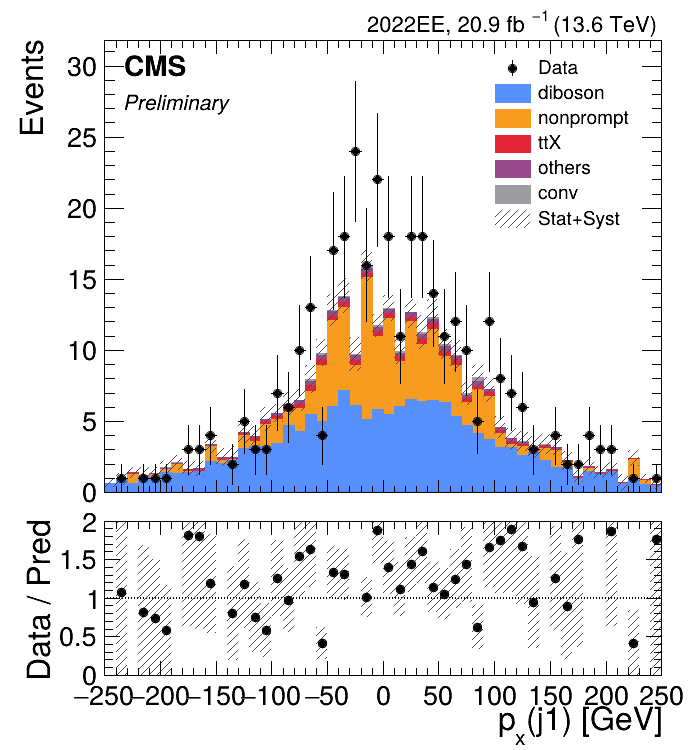 2022EE, 20.9 fb⁻¹ (13.6 TeV)
Events
30
25
20
15
10
5
0
CMS
Preliminary
Data
diboson
nonprompt
ttX
others
conv
Stat+Syst
Data / Pred
2
1.5
1
0.5
0
−250 −200 −150 −100 −50 0 50 100 150 200 250
pₓ(j1) [GeV]